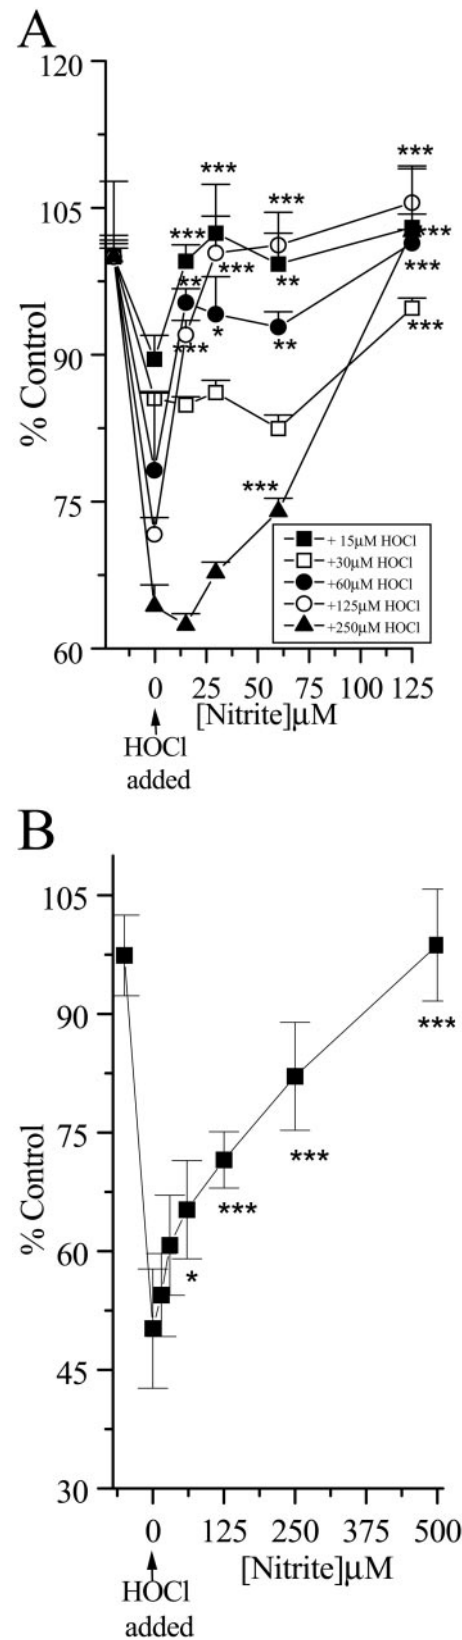 A
120
105
90
75
60
% Control
***
***
***
***
***
**
***
**
***
*
***
**
***
***
+ 15μM HOCl
+30μM HOCl
+60μM HOCl
+125μM HOCl
+250μM HOCl
0 25 50 75 100 125
[Nitrite]μM
HOCl
added
B
105
90
75
60
45
30
% Control
***
***
***
*
0 125 250 375 500
[Nitrite]μM
HOCl
added